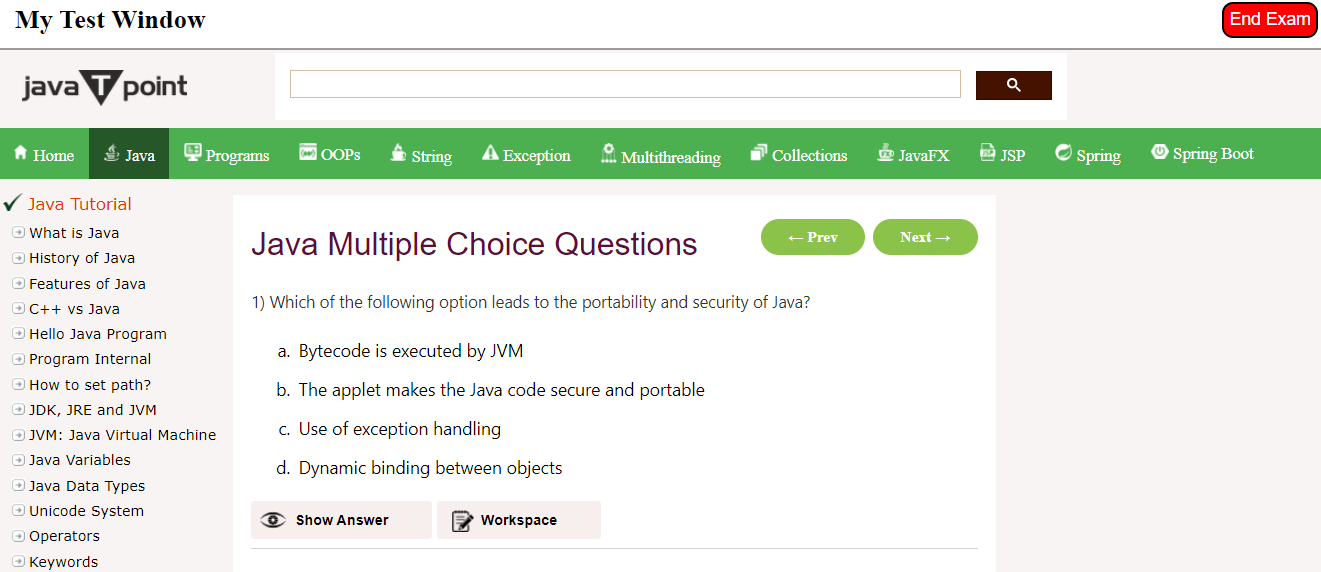 My Test Window
End Exam
java T point
Home Java Programs OOPs String Exception Multithreading Collections JavaFX JSP Spring Spring Boot
Java Tutorial
What is Java
History of Java
Features of Java
C++ vs Java
Hello Java Program
Program Internal
How to set path?
JDK, JRE and JVM
JVM: Java Virtual Machine
Java Variables
Java Data Types
Unicode System
Operators
Keywords
Java Multiple Choice Questions
← Prev
Next →
1) Which of the following option leads to the portability and security of Java?
a. Bytecode is executed by JVM
b. The applet makes the Java code secure and portable
c. Use of exception handling
d. Dynamic binding between objects
Show Answer
Workspace